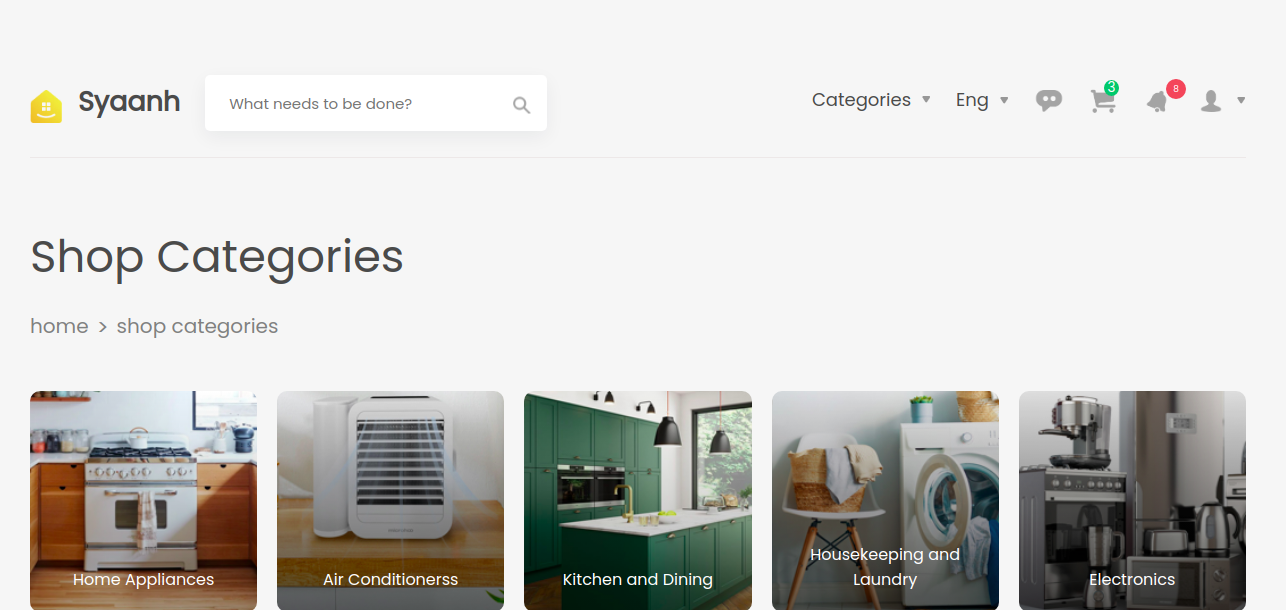 Syaanh
What needs to be done?
Categories
Eng
3
8
Shop Categories
home > shop categories
Home Appliances
Air Conditionerss
Kitchen and Dining
Housekeeping and
Laundry
Electronics